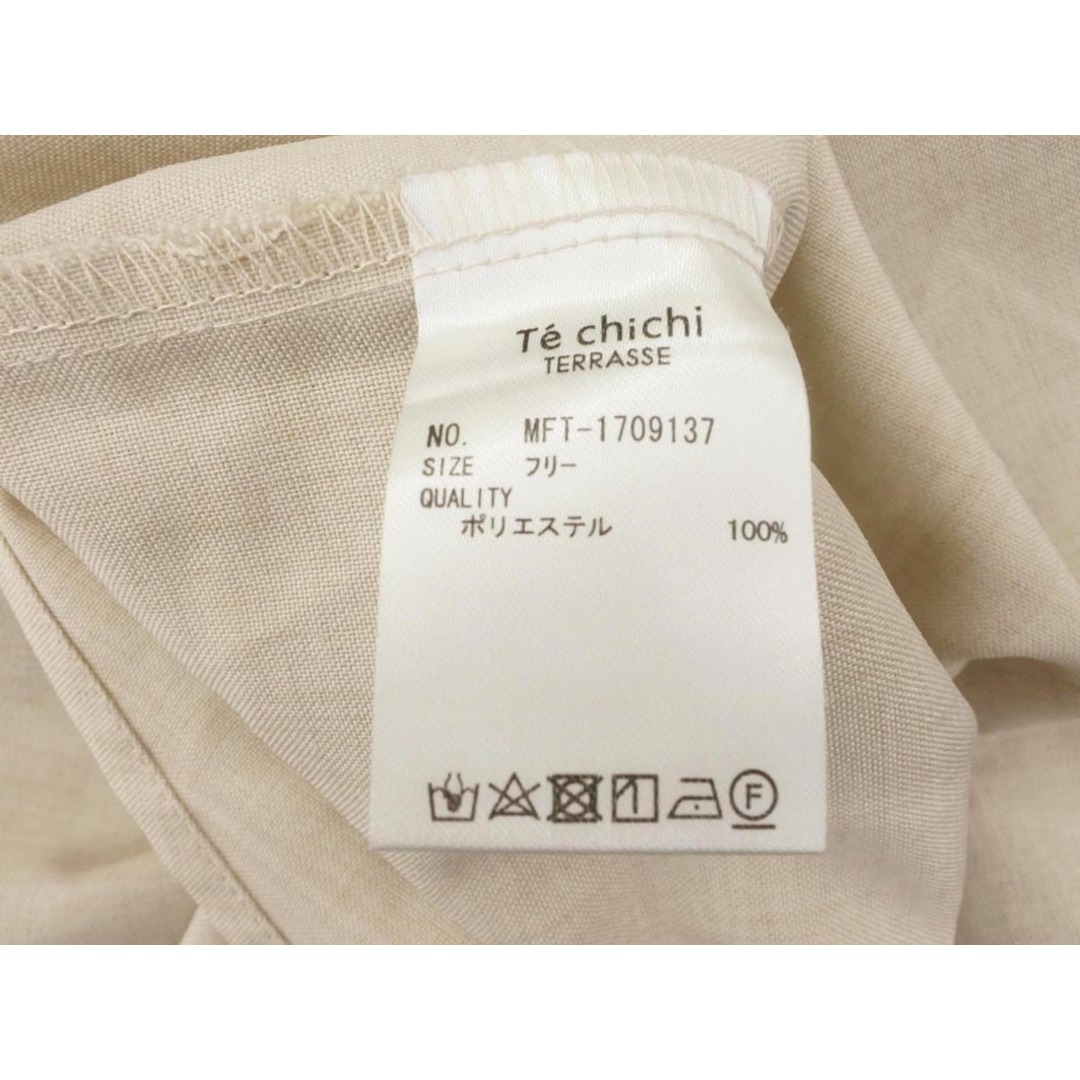 Té chichi
TERRASSE
NO. MFT-1709137
SIZE フリー
QUALITY
ポリエステル 100%
F